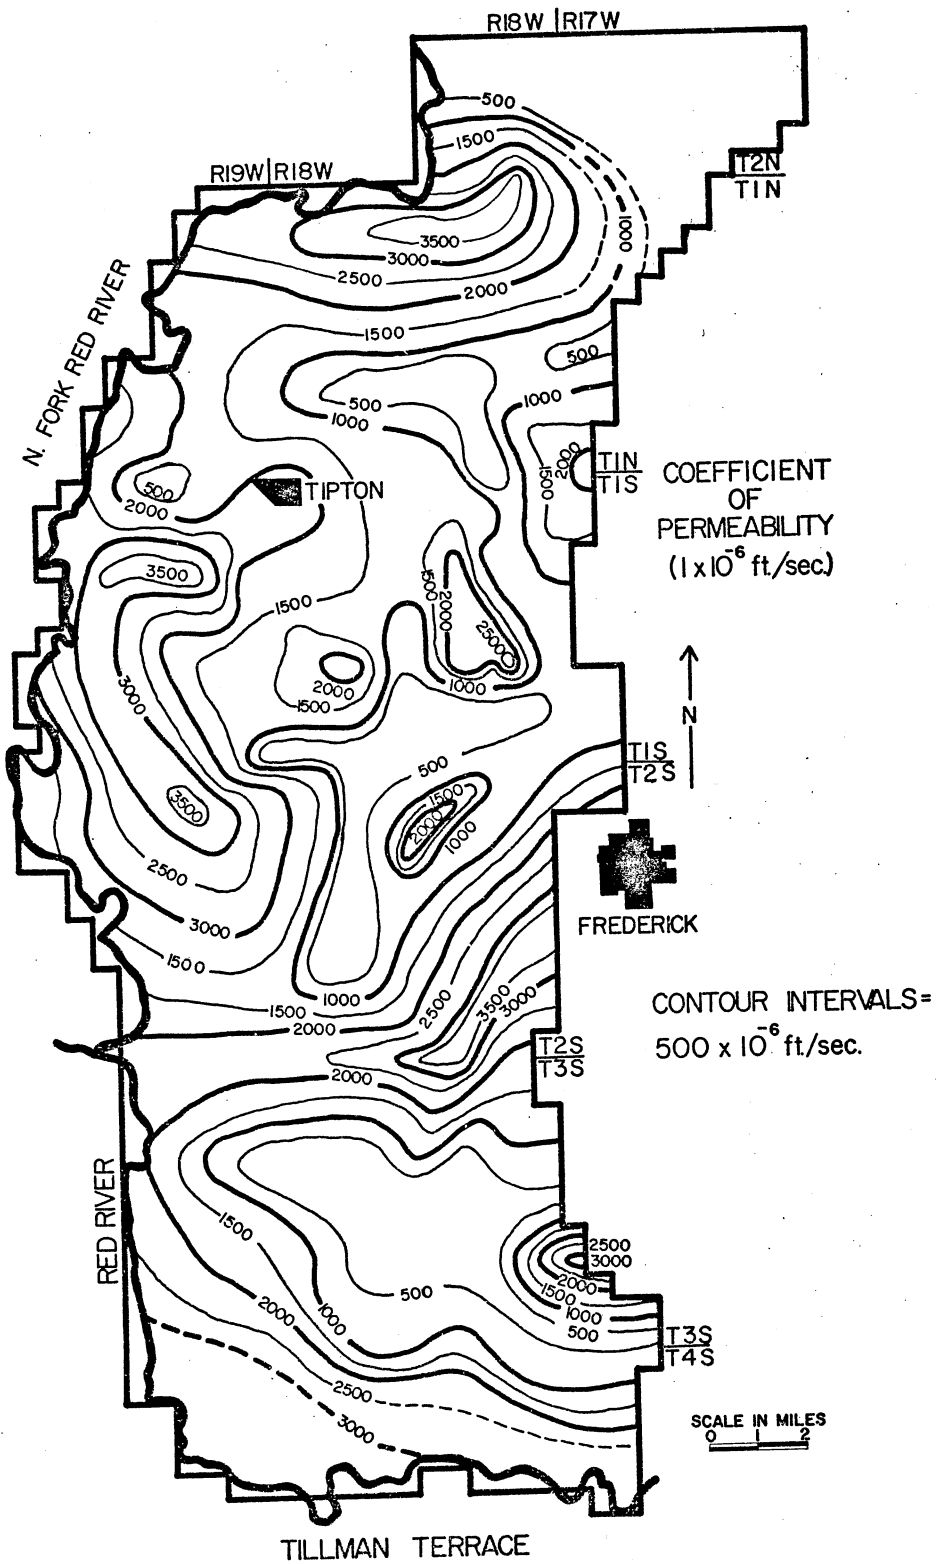 R18W | R17W
500
1500
T2N
T1N
R19W | R18W
1000
3500
3000
2500
2000
1500
500
N. FORK RED RIVER
500
1000
1000
2000
1500
T1N
T1S
COEFFICIENT
OF
PERMEABILITY
(1 x 10⁻⁶ ft./sec.)
500
2000
TIPTON
3500
1500
1500
2000
2500
2000
1500
1000
3000
N
T1S
T2S
500
3500
1500
2000
1000
2500
FREDERICK
3000
1500
1000
1500
2000
2500
3500
3000
CONTOUR INTERVALS=
500 x 10⁻⁶ ft/sec.
T2S
T3S
2000
RED RIVER
1500
2500
3000
2000
1500
1000
500
500
2000
1000
T3S
T4S
2500
3000
SCALE IN MILES
0 1 2
TILLMAN TERRACE